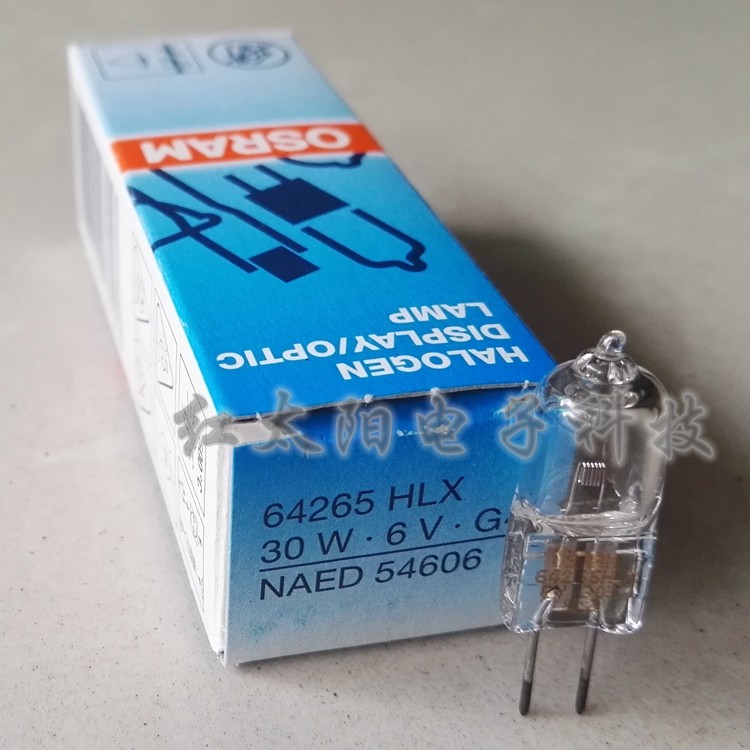 OSRAM
HALOGEN
DISPLAY/OPTIC
LAMP
红太阳电子科技
64265 HLX
30 W · 6 V · G
NAED 54606